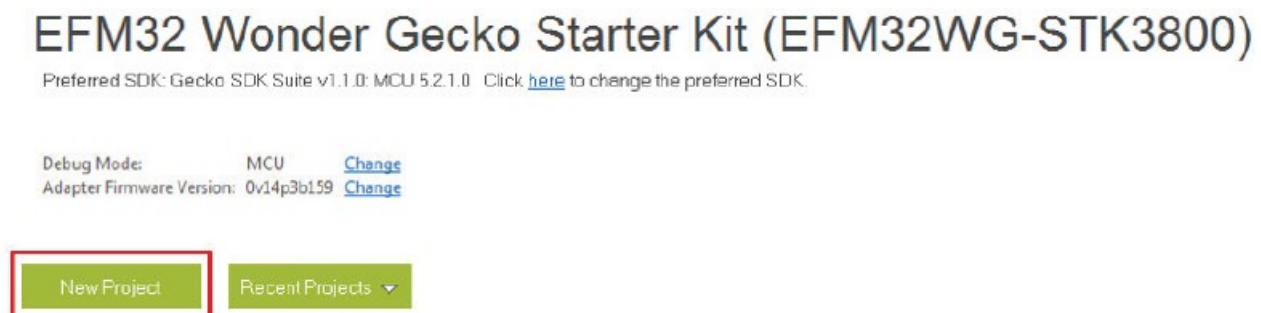 EFM32 Wonder Gecko Starter Kit (EFM32WG-STK3800)
Preferred SDK: Gecko SDK Suite v1.1.0: MCU 5.2.1.0 Click here to change the preferred SDK.
Debug Mode: MCU Change
Adapter Firmware Version: 0v14p3b159 Change
New Project Recent Projects